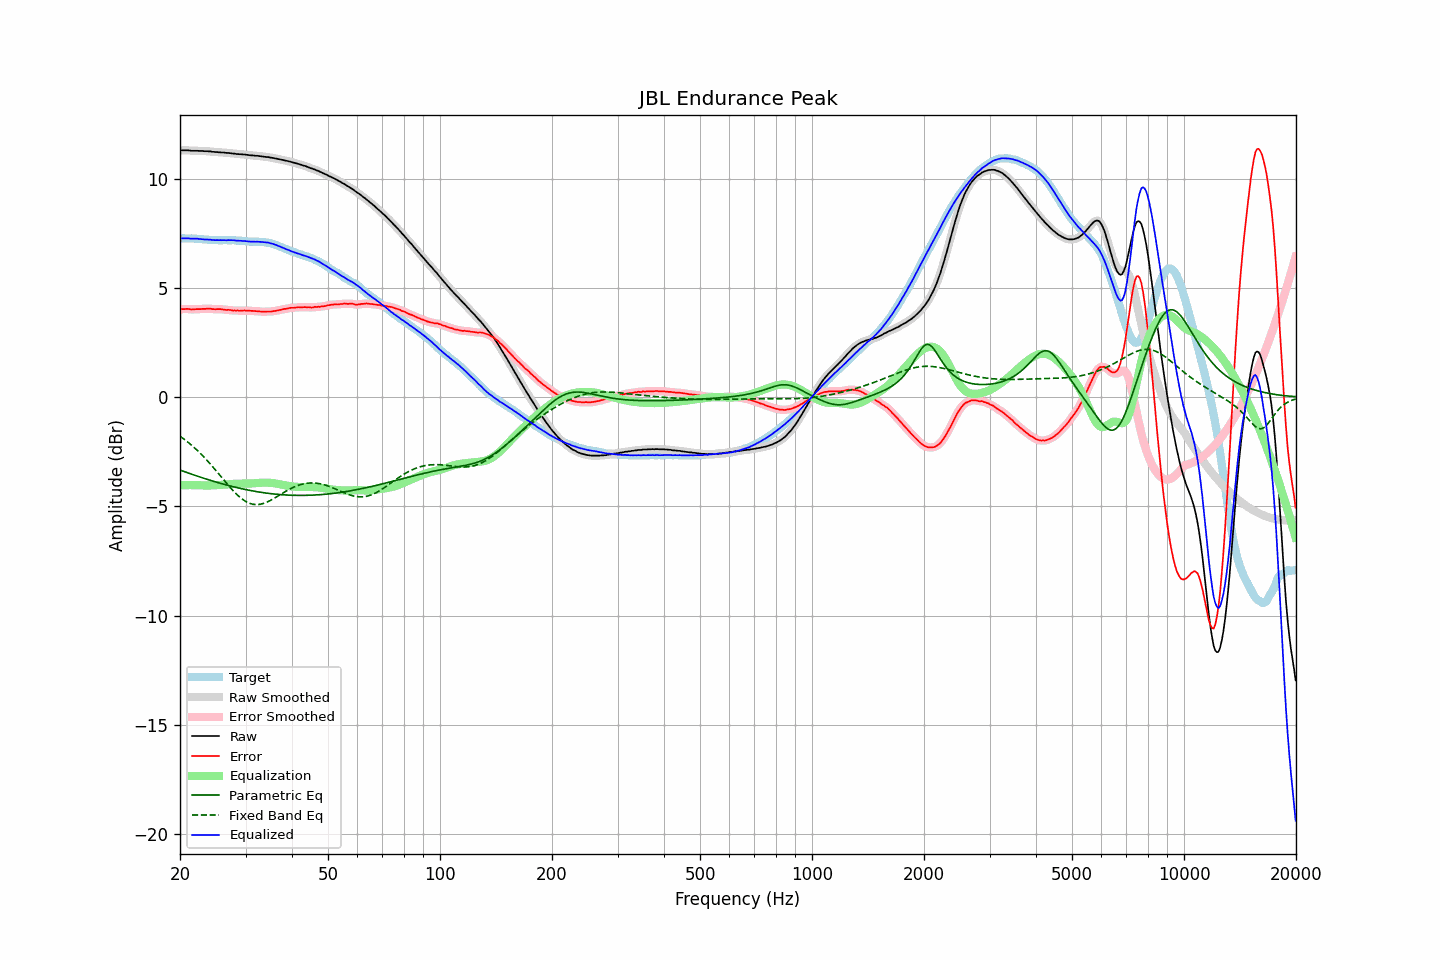 JBL Endurance Peak
Amplitude (dBr)
10
5
0
−5
−10
−15
−20
Target
Raw Smoothed
Error Smoothed
Raw
Error
Equalization
Parametric Eq
Fixed Band Eq
Equalized
20 50 100 200 500 1000 2000 5000 10000 20000
Frequency (Hz)